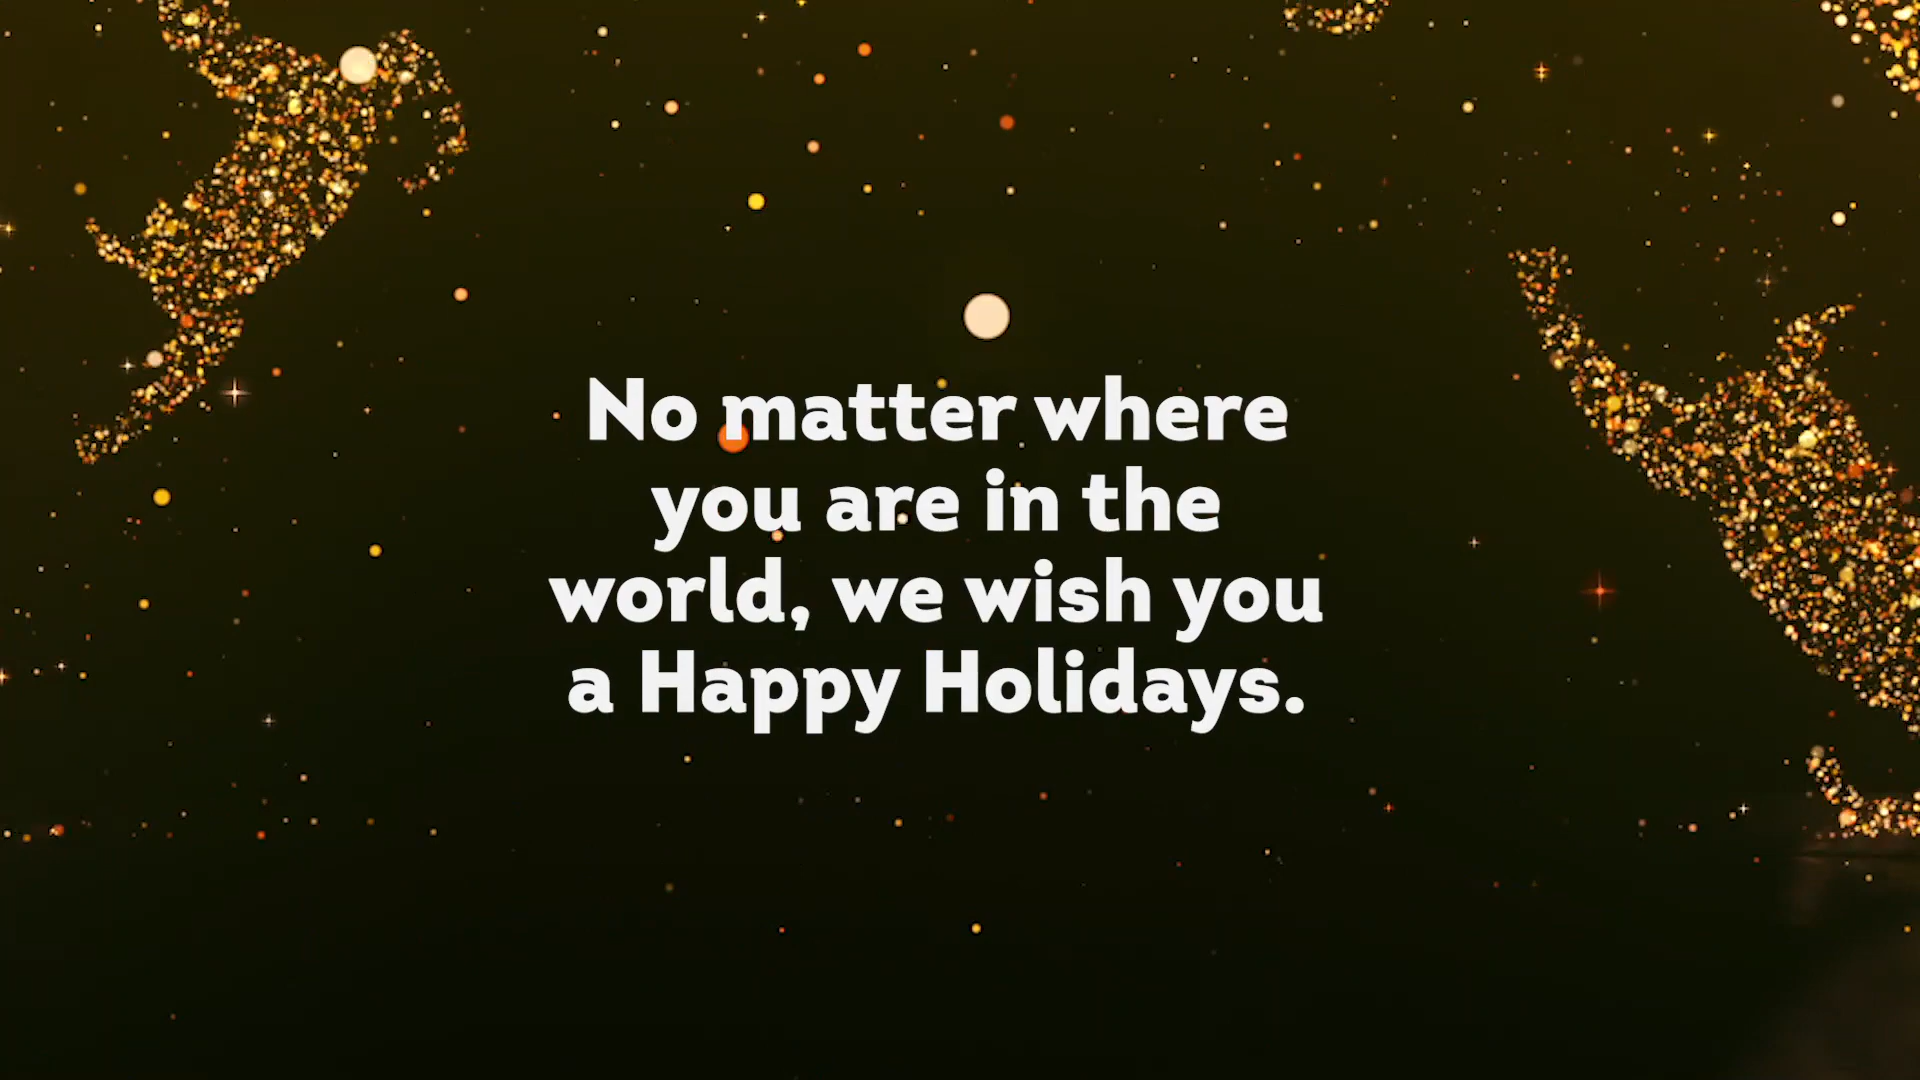 No matter where
you are in the
world, we wish you
a Happy Holidays.